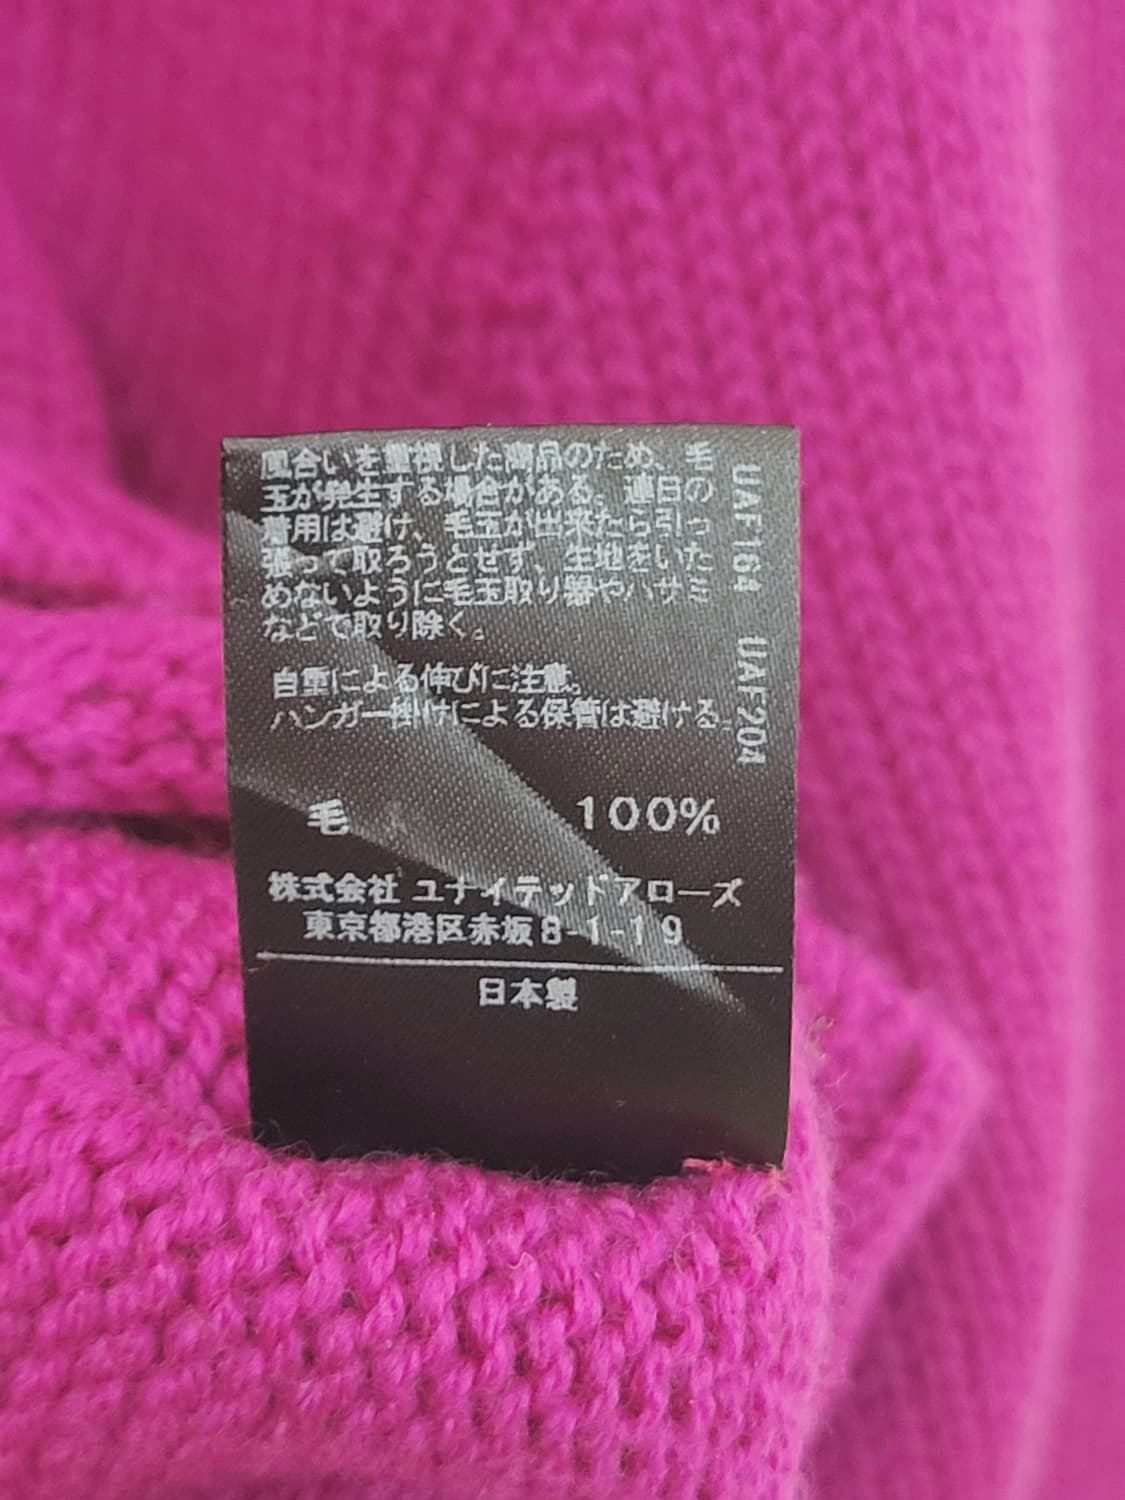 風合いを重視した商品のため、毛
玉が発生する場合がある。連日の
着用は避け、毛玉が出来たら引っ
張って取ろうとせず、生地をいた
めないように毛玉取り器やハサミ
などで取り除く。
自重による伸びに注意。
ハンガー掛けによる保管は避ける。
毛 100%
株式会社 ユナイテッドアローズ
東京都港区赤坂8-1-19
日本製
UAF164 UAF204